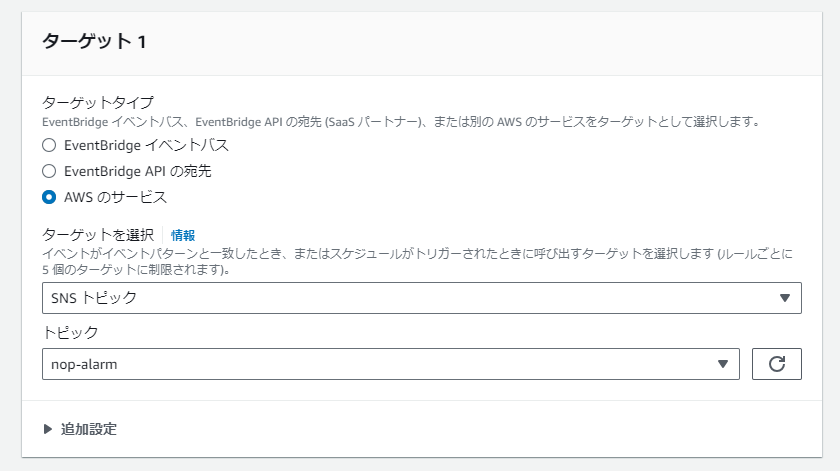 ターゲット 1
ターゲットタイプ
EventBridge イベントバス、EventBridge API の宛先 (SaaS パートナー)、または別の AWS のサービスをターゲットとして選択します。
EventBridge イベントバス
EventBridge API の宛先
AWS のサービス
ターゲットを選択 情報
イベントがイベントパターンと一致したとき、またはスケジュールがトリガーされたときに呼び出すターゲットを選択します (ルールごとに
5 個のターゲットに制限されます)。
SNS トピック
トピック
nop-alarm
追加設定